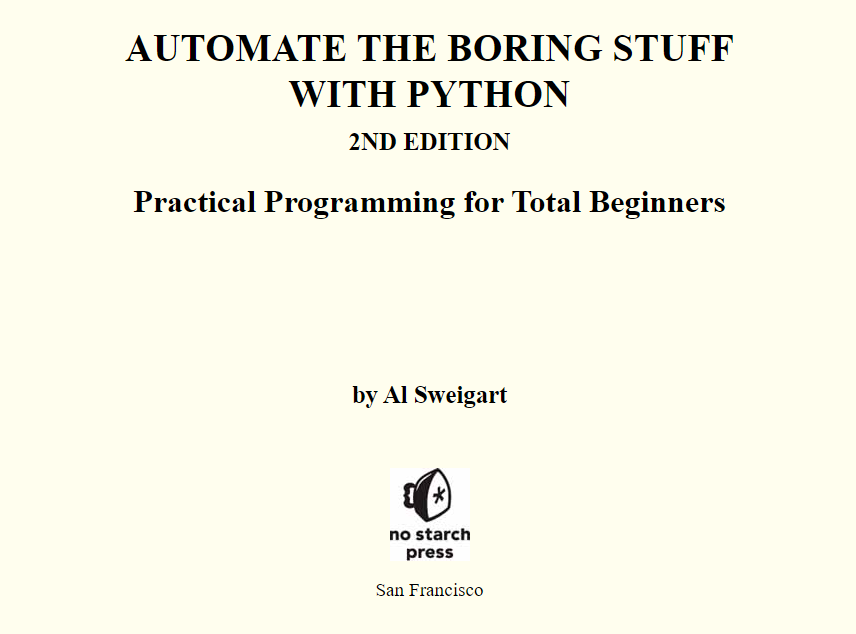 AUTOMATE THE BORING STUFF
WITH PYTHON
2ND EDITION
Practical Programming for Total Beginners
by Al Sweigart
no starch
press
San Francisco